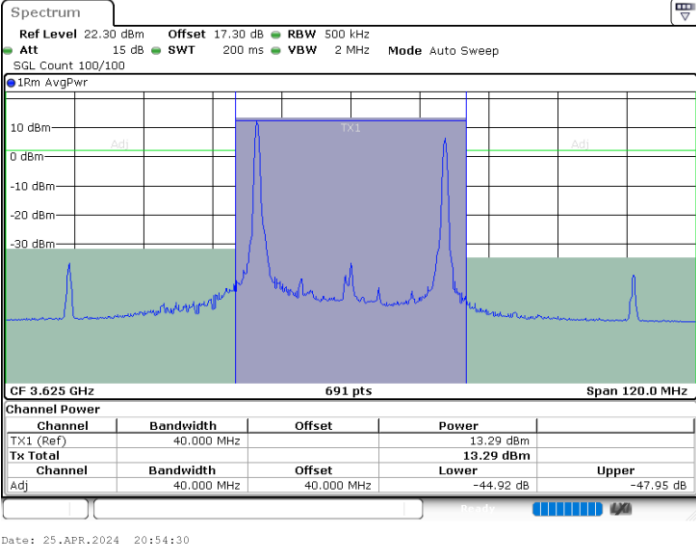 Spectrum
Ref Level 22.30 dBm Offset 17.30 dB RBW 500 kHz
Att 15 dB SWT 200 ms VBW 2 MHz Mode Auto Sweep
SGL Count 100/100
1Rm AvgPwr
10 dBm
TX1
Adj
Adj
0 dBm
-10 dBm
-20 dBm
-30 dBm
CF 3.625 GHz 691 pts Span 120.0 MHz
Channel Power
Channel Bandwidth Offset Power
TX1 (Ref) 40.000 MHz 13.29 dBm
Tx Total 13.29 dBm
Channel Bandwidth Offset Lower Upper
Adj 40.000 MHz 40.000 MHz -44.92 dB -47.95 dB
Ready
Date: 25.APR.2024 20:54:30